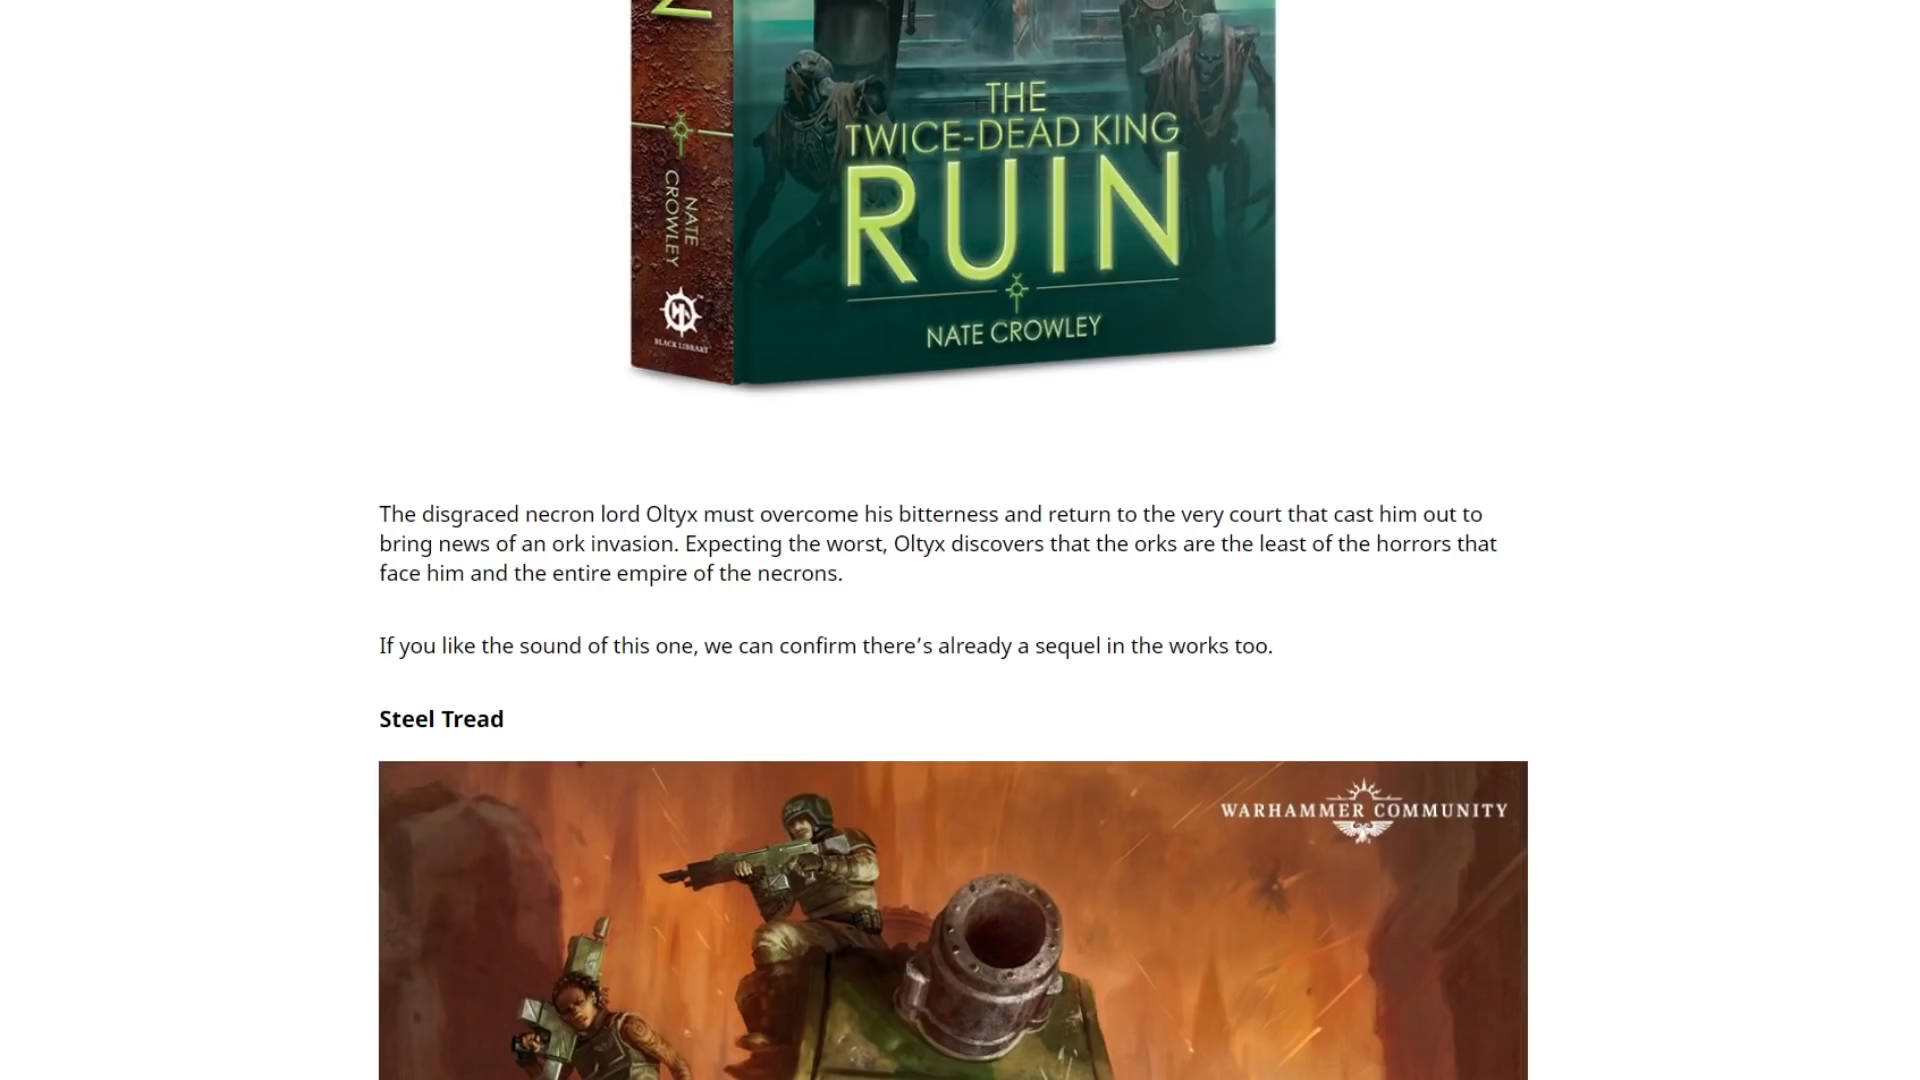 THE
TWICE-DEAD KING
RUIN
NATE CROWLEY
NATE
CROWLEY
BLACK LIBRARY
The disgraced necron lord Oltyx must overcome his bitterness and return to the very court that cast him out to
bring news of an ork invasion. Expecting the worst, Oltyx discovers that the orks are the least of the horrors that
face him and the entire empire of the necrons.
If you like the sound of this one, we can confirm there’s already a sequel in the works too.
Steel Tread
WARHAMMER COMMUNITY